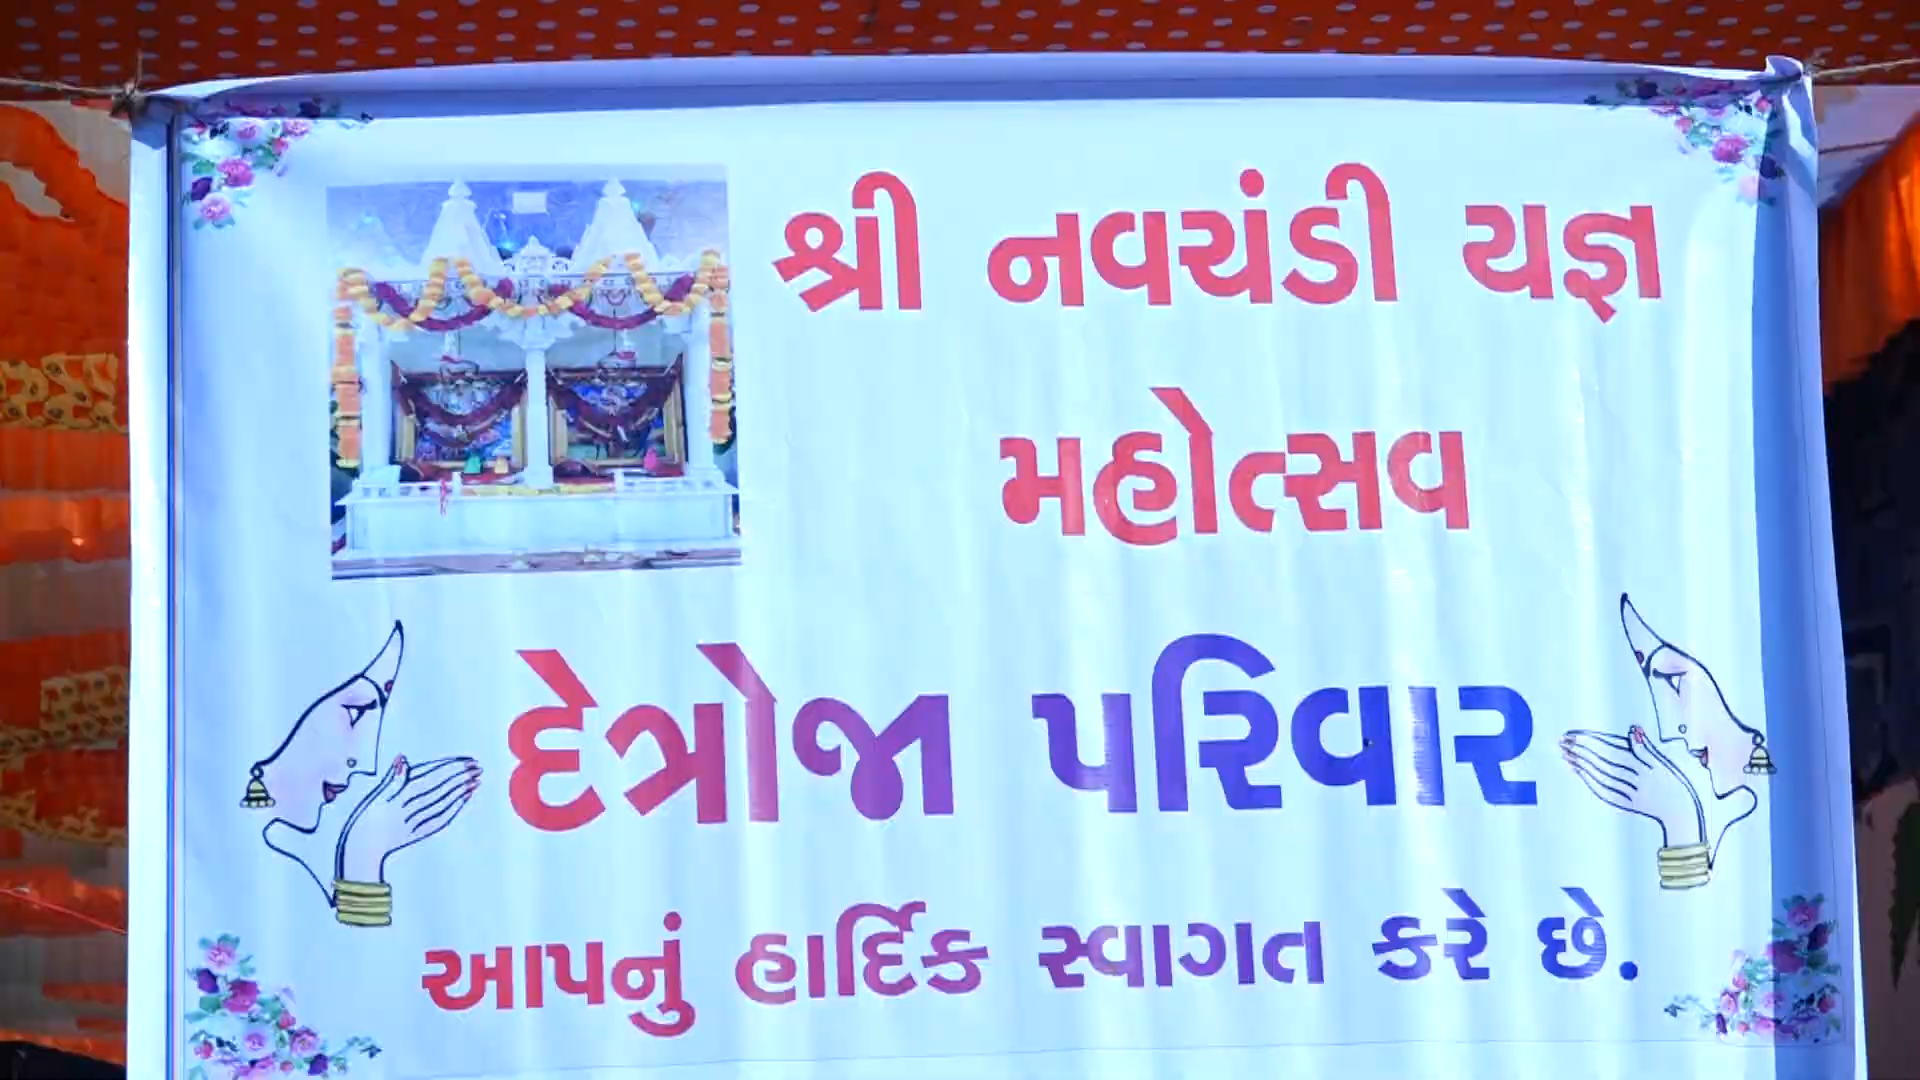 શ્રી નવચંડી યજ્ઞ
મહોત્સવ
દેત્રોજા પરિવાર
આપનું હાર્દિક સ્વાગત કરે છે.